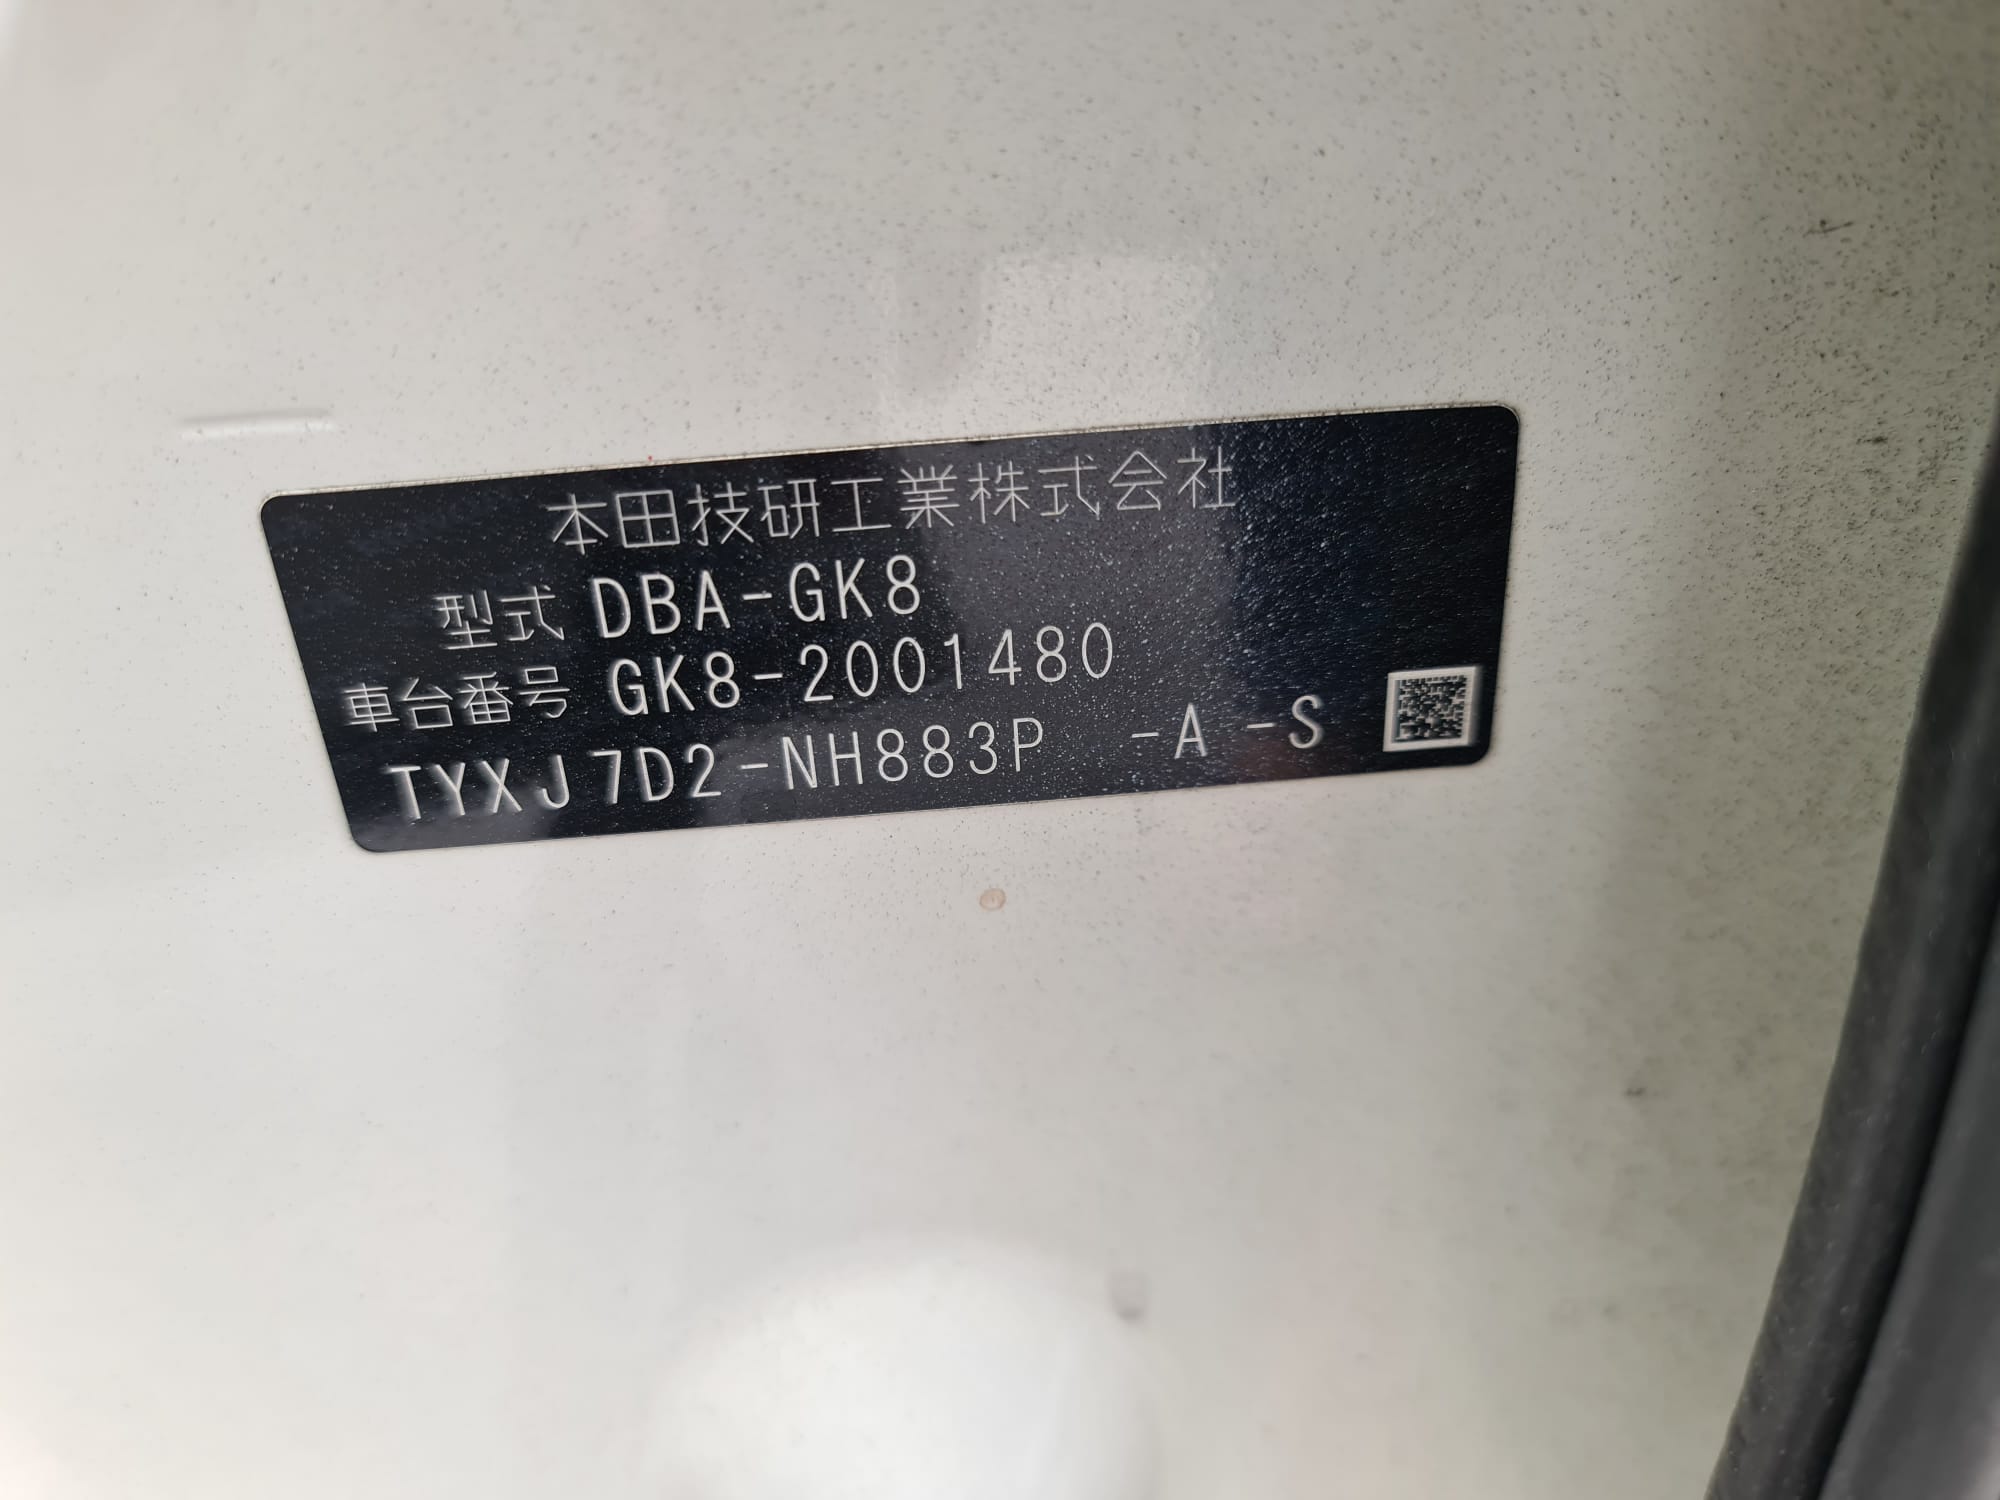 本田技研工業株式会社
型式 DBA-GK8
車台番号 GK8-2001480
TYXJ7D2-NH883P -A -S